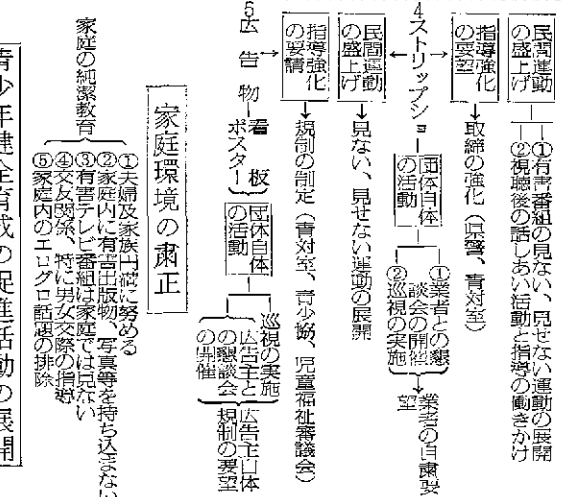 民間運動の盛上げ
①有害番組の見ない、見せない運動の展開
②視聴後の話しあい活動と指導の働きかけ
指導強化の要望
取締の強化(県警、青対室)
4 ストリップショー
団体自体の活動
①業者との懇談会の開催
②巡視の実施
業者の自粛要望
民間運動の盛上げ
見ない、見せない運動の展開
指導強化の要請
規制の制定(青対室、青少協、児童福祉審議会)
5 広告物
看板
ポスター
団体自体の活動
巡視の実施
広告主との懇談会の開催
広告主自体規制の要望
家庭環境の粛正
家庭の純潔教育
①夫婦及家族円満に努める
②家庭内に有害出版物、写真等を持ち込まない
③有害テレビ番組は家庭では見ない
④交友関係、特に男女交際の指導
⑤家庭内のエログロ話題の排除
青少年健全育成の促進活動の展開